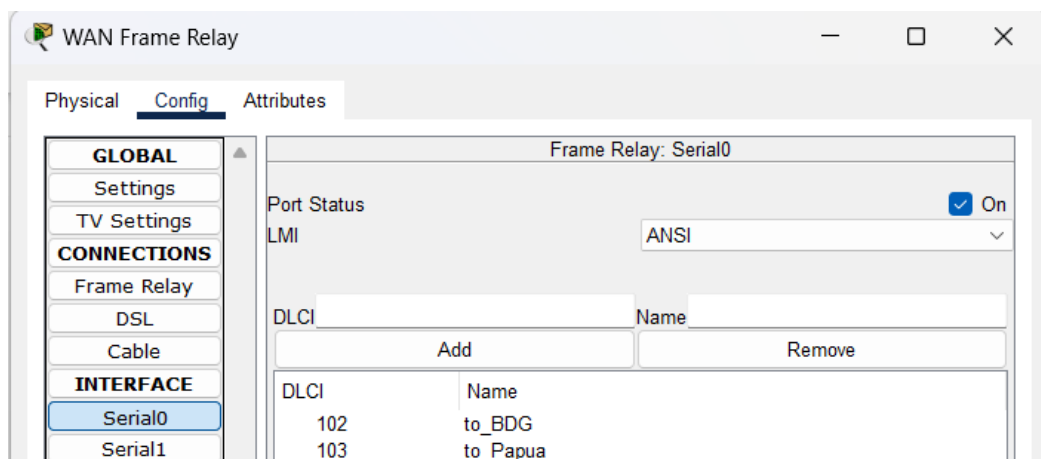 WAN Frame Relay
Physical Config Attributes
GLOBAL
Settings
TV Settings
CONNECTIONS
Frame Relay
DSL
Cable
INTERFACE
Serial0
Serial1
Frame Relay: Serial0
Port Status On
LMI ANSI
DLCI Name
Add Remove
DLCI Name
102 to_BDG
103 to_Papua